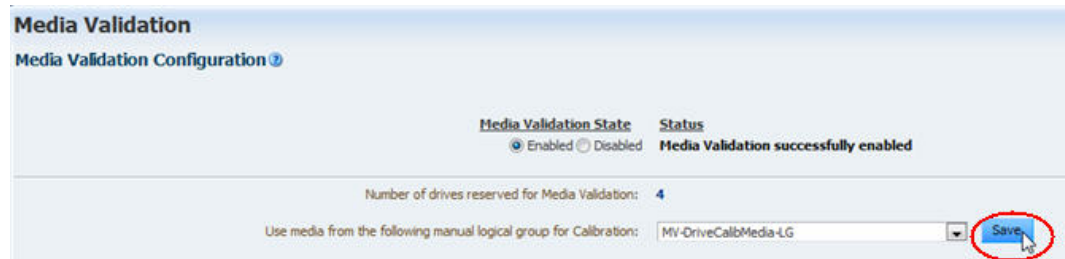 Media Validation
Media Validation Configuration
Media Validation State Status
Enabled Disabled Media Validation successfully enabled
Number of drives reserved for Media Validation: 4
Use media from the following manual logical group for Calibration: MV-DriveCalibMedia-LG Save